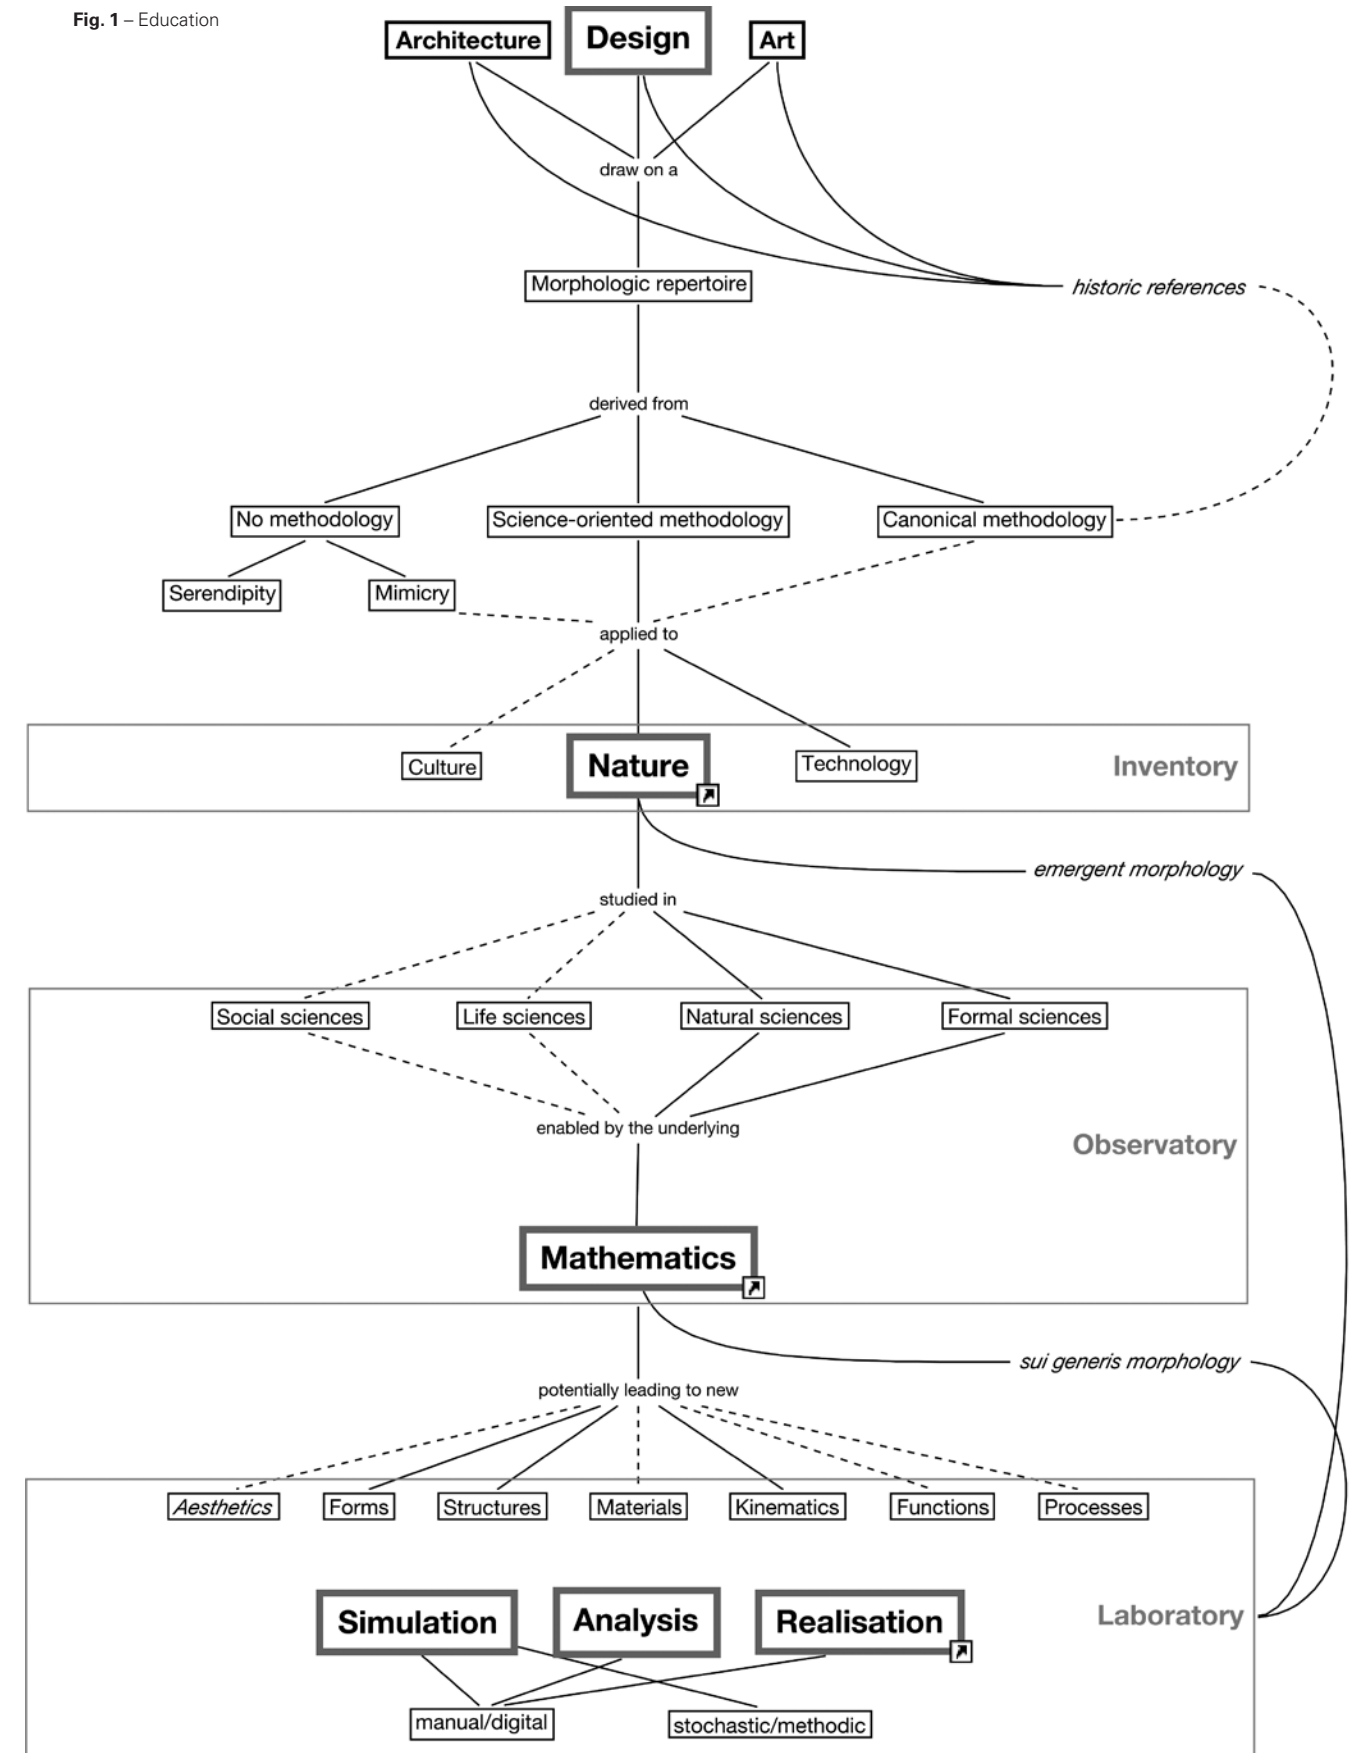 Fig. 1 – Education
Architecture
Design
Art
draw on a
Morphologic repertoire
historic references
derived from
No methodology
Science-oriented methodology
Canonical methodology
Serendipity
Mimicry
applied to
Culture
Nature
Technology
Inventory
emergent morphology
studied in
Social sciences
Life sciences
Natural sciences
Formal sciences
enabled by the underlying
Observatory
Mathematics
sui generis morphology
potentially leading to new
Aesthetics
Forms
Structures
Materials
Kinematics
Functions
Processes
Simulation
Analysis
Realisation
Laboratory
manual/digital
stochastic/methodic